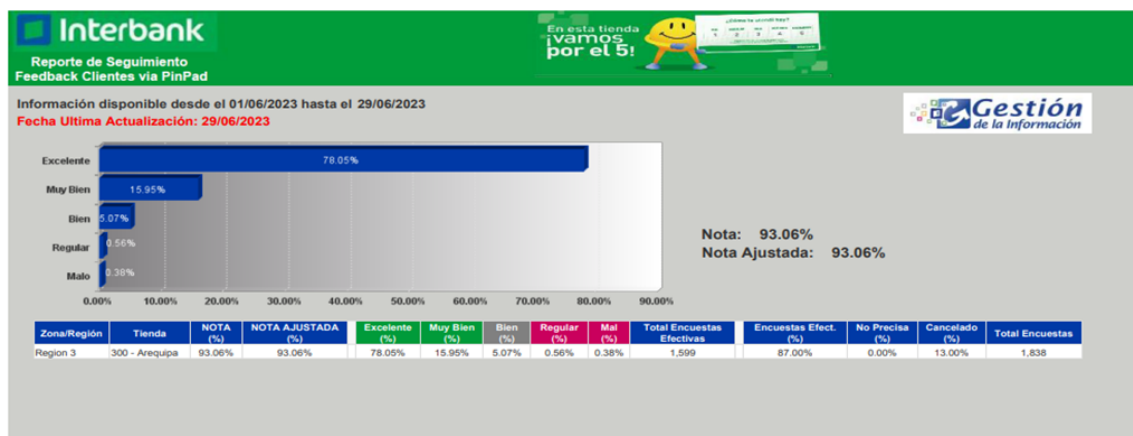 Interbank
Reporte de Seguimiento
Feedback Clientes via PinPad
En esta tienda
¡vamos
por el 5!
1 2 3 4 5
Información disponible desde el 01/06/2023 hasta el 29/06/2023
Fecha Ultima Actualización: 29/06/2023
Gestión
de la Información
Excelente 78.05%
Muy Bien 15.95%
Bien 5.07%
Regular 0.56%
Malo 0.38%
0.00% 10.00% 20.00% 30.00% 40.00% 50.00% 60.00% 70.00% 80.00% 90.00%
Nota: 93.06%
Nota Ajustada: 93.06%
Zona/Región Tienda NOTA (%) NOTA AJUSTADA (%) Excelente (%) Muy Bien (%) Bien (%) Regular (%) Mal (%) Total Encuestas Efectivas Encuestas Efect. (%) No Precisa (%) Cancelado (%) Total Encuestas
Region 3 300 - Arequipa 93.06% 93.06% 78.05% 15.95% 5.07% 0.56% 0.38% 1,599 87.00% 0.00% 13.00% 1,838